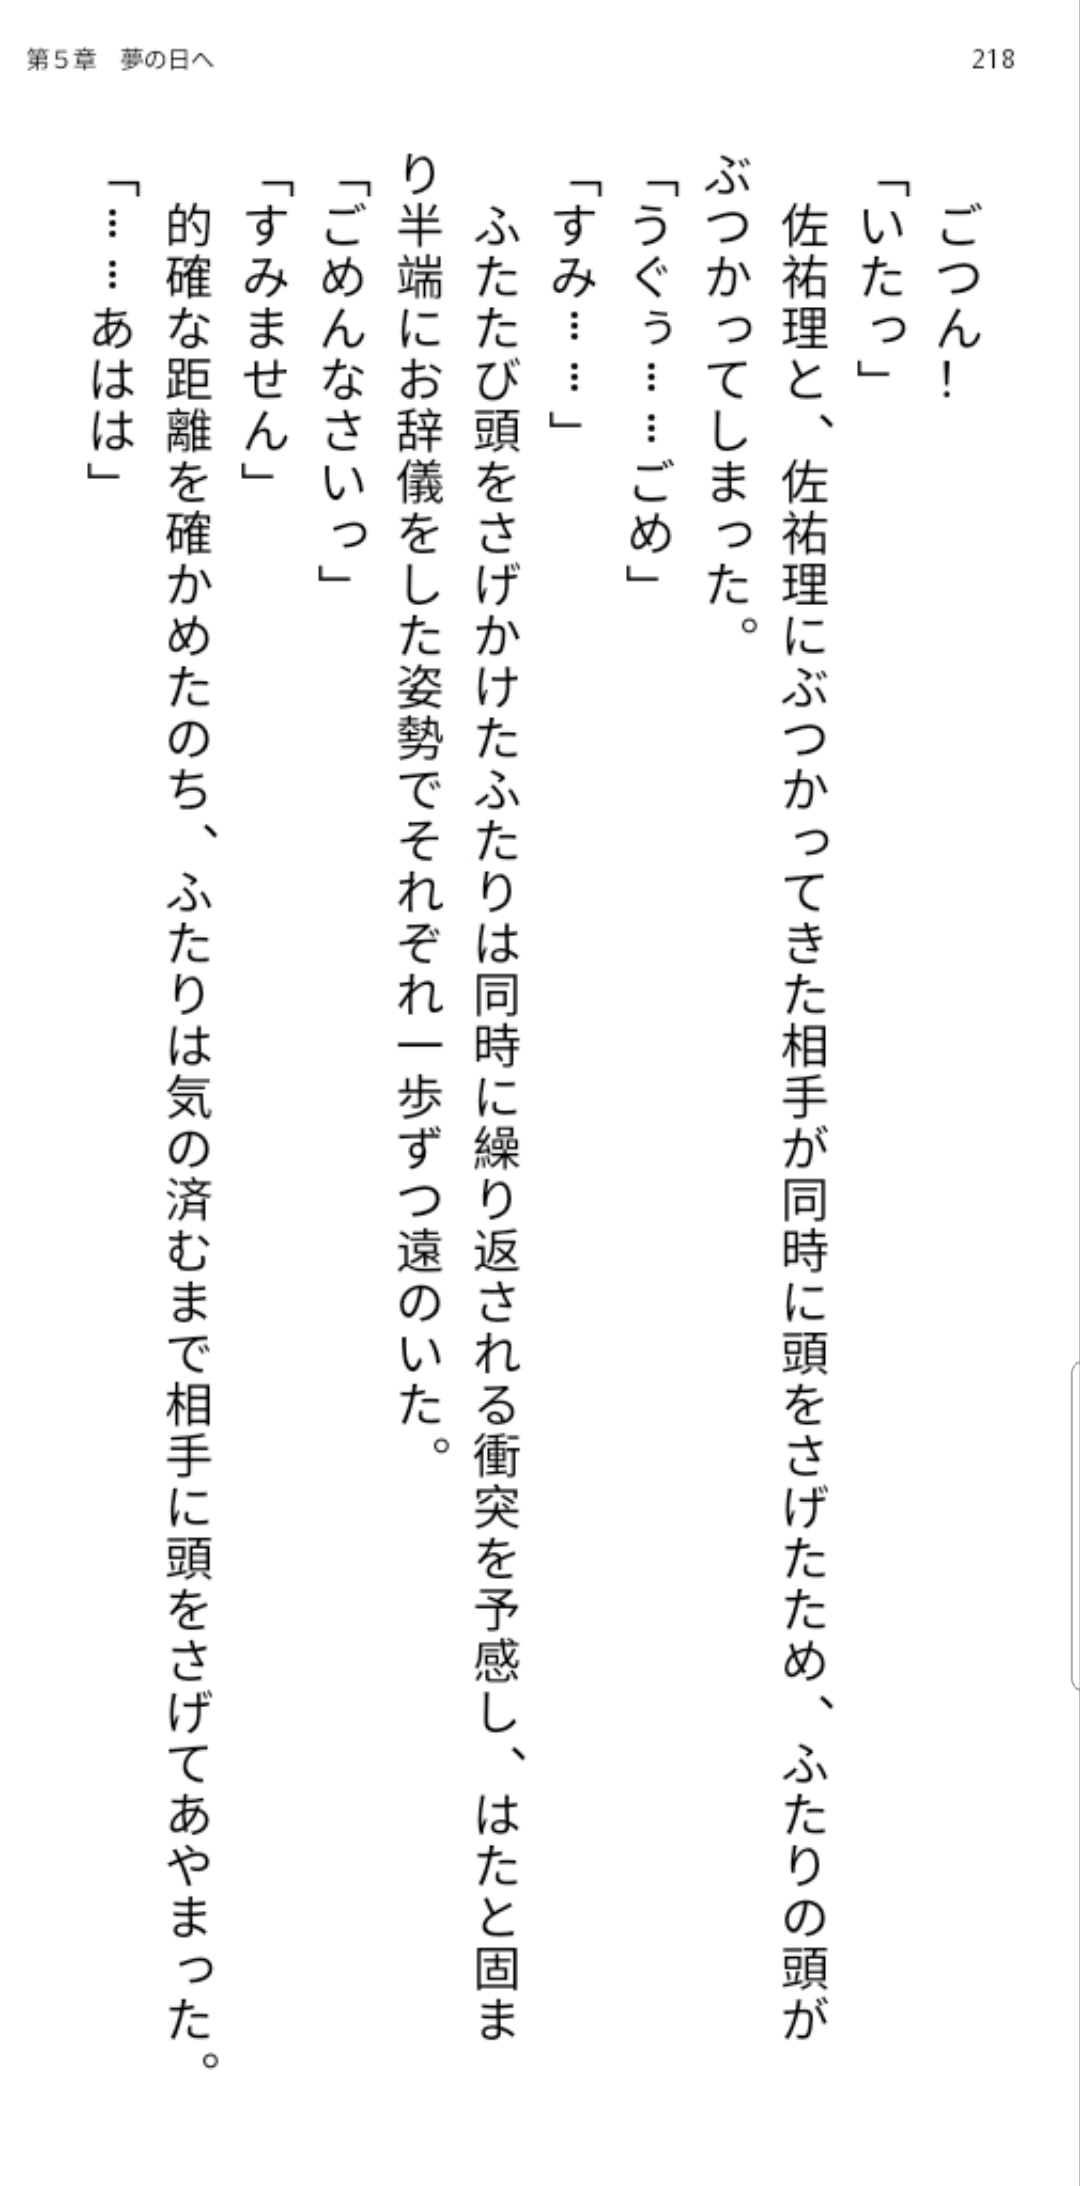 第5章　夢の日へ
218
ごつん！
「いたっ」
佐祐理と、佐祐理にぶつかってきた相手が同時に頭をさげたため、ふたりの頭が
ぶつかってしまった。
「うぐぅ……ごめ」
「すみ……」
ふたたび頭をさげかけたふたりは同時に繰り返される衝突を予感し、はたと固ま
り半端にお辞儀をした姿勢でそれぞれ一歩ずつ遠のいた。
「ごめんなさいっ」
「すみません」
的確な距離を確かめたのち、ふたりは気の済むまで相手に頭をさげてあやまった。
「……あはは」